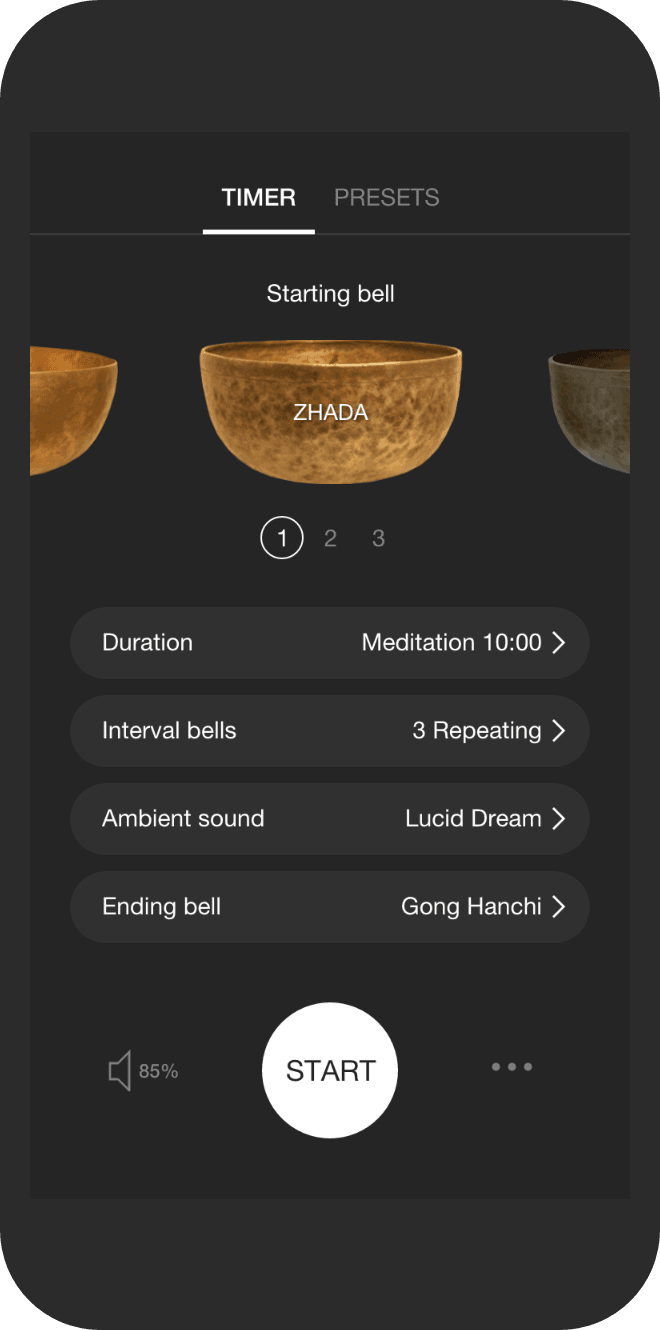 TIMER PRESETS
Starting bell
ZHADA
1 2 3
Duration Meditation 10:00
Interval bells 3 Repeating
Ambient sound Lucid Dream
Ending bell Gong Hanchi
85% START